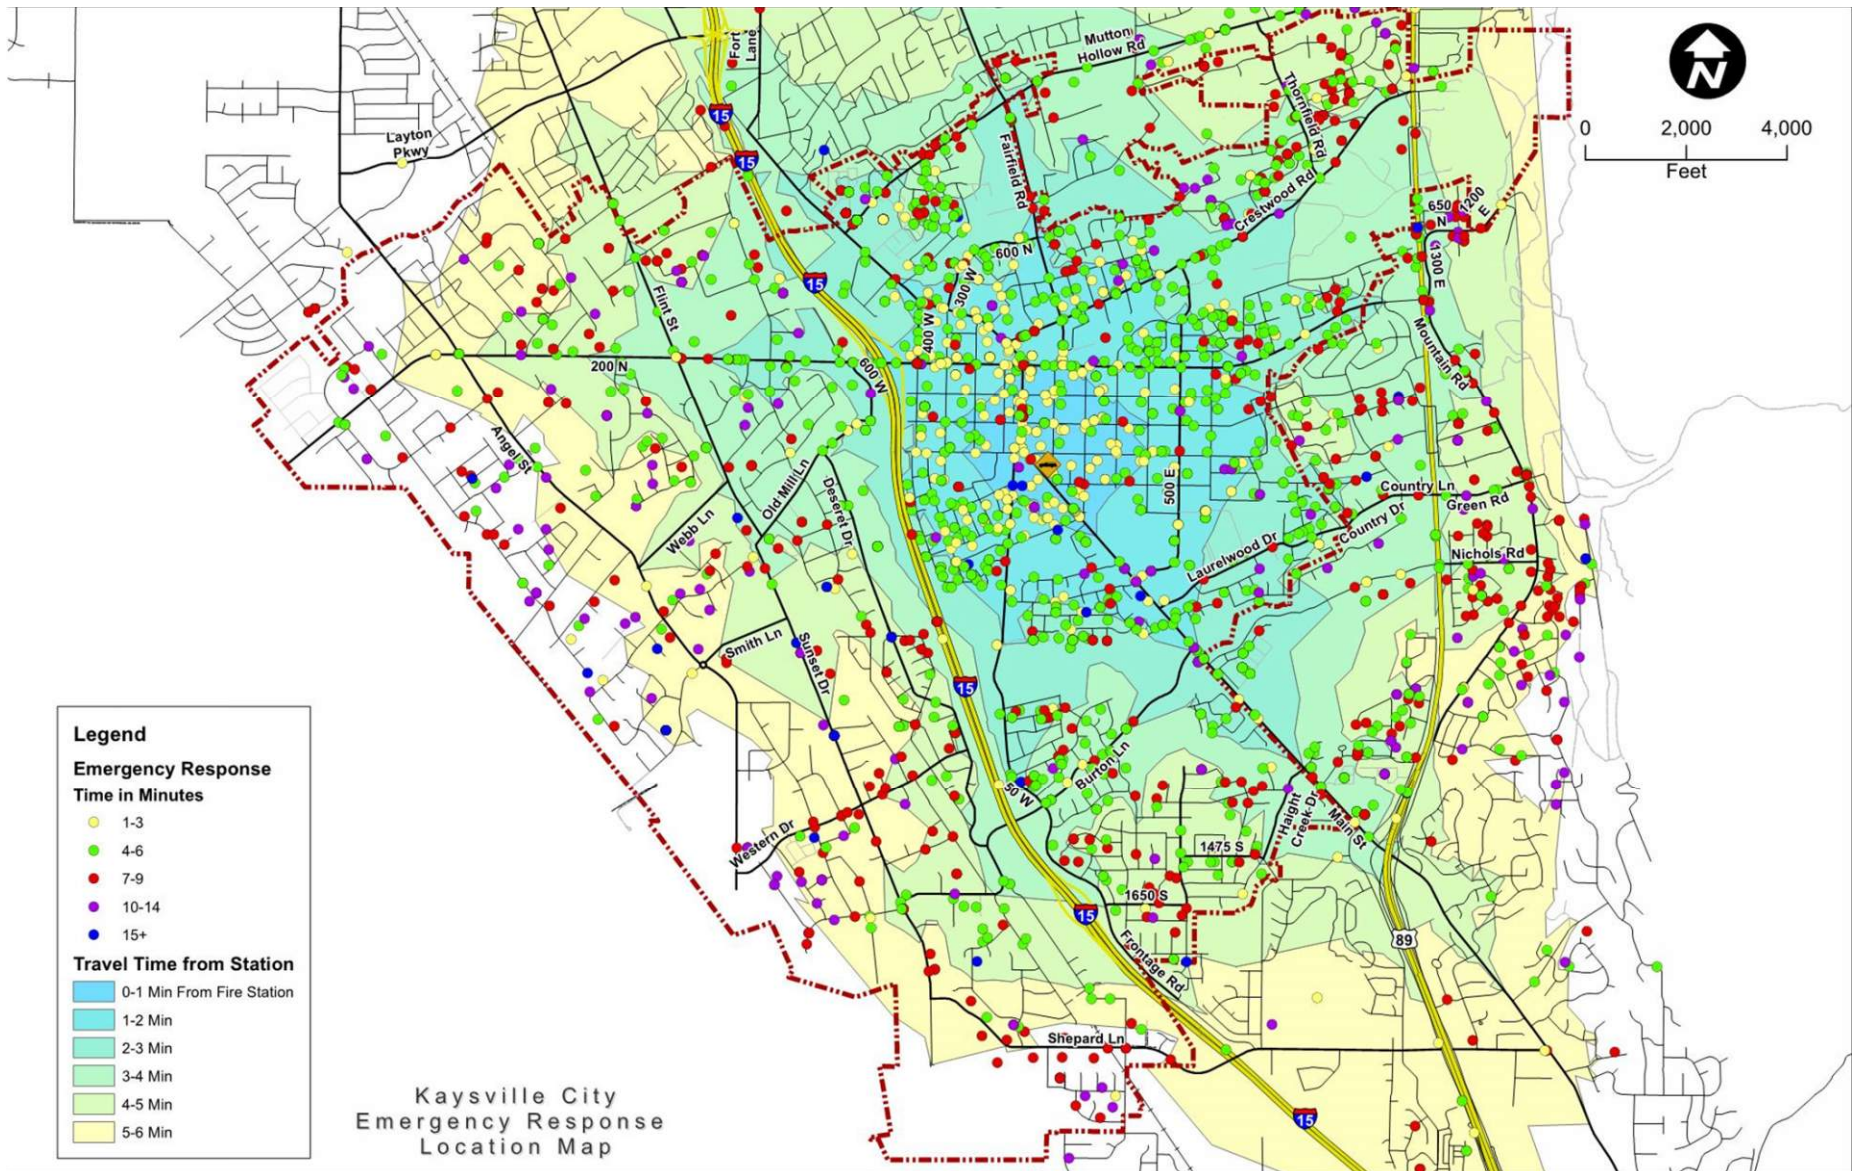 Fort
Lane
Mutton
Hollow Rd
N
0 2,000 4,000
Feet
15
Thornfield Rd
Layton
Pkwy
15
Fairfield Rd
Crestwood Rd
650
N
1200
E
600 N
1300 E
15
300 W
Flint St
400 W
Mountain Rd
200 N
600 W
Angel St
Old Mill Ln
Deseret Dr
500 E
Country Ln
Green Rd
Country Dr
Webb Ln
Laurelwood Dr
Nichols Rd
Smith Ln
Sunset Dr
15
Burton Ln
50 W
Haight
Creek Dr
Main St
Western Dr
1475 S
1650 S
15
Frontage Rd
89
Shepard Ln
15
Legend
Emergency Response
Time in Minutes
1-3
4-6
7-9
10-14
15+
Travel Time from Station
0-1 Min From Fire Station
1-2 Min
2-3 Min
3-4 Min
4-5 Min
5-6 Min
Kaysville City
Emergency Response
Location Map